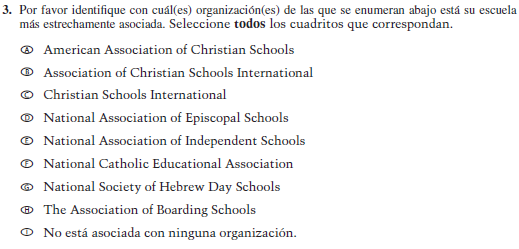 3. Por favor identifique con cuál(es) organización(es) de las que se enumeran abajo está su escuela
más estrechamente asociada. Seleccione todos los cuadritos que correspondan.
A American Association of Christian Schools
B Association of Christian Schools International
C Christian Schools International
D National Association of Episcopal Schools
E National Association of Independent Schools
F National Catholic Educational Association
G National Society of Hebrew Day Schools
H The Association of Boarding Schools
I No está asociada con ninguna organización.